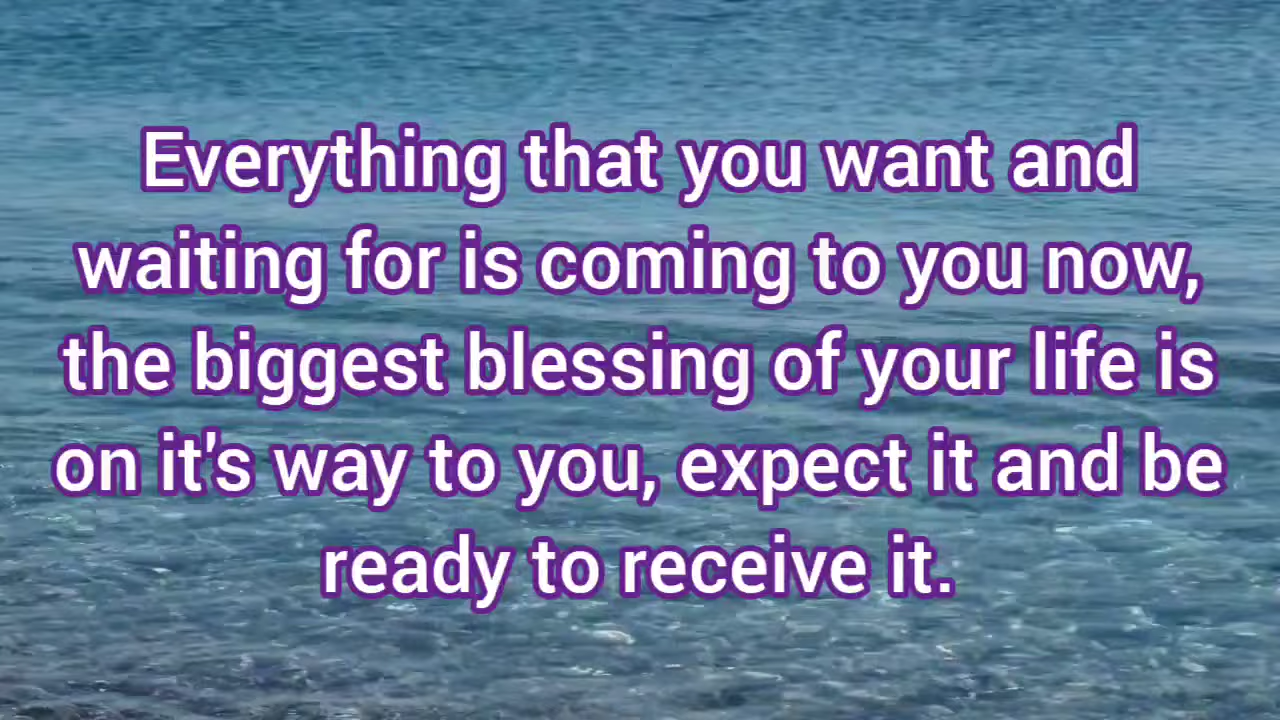 Everything that you want and
waiting for is coming to you now,
the biggest blessing of your life is
on it's way to you, expect it and be
ready to receive it.